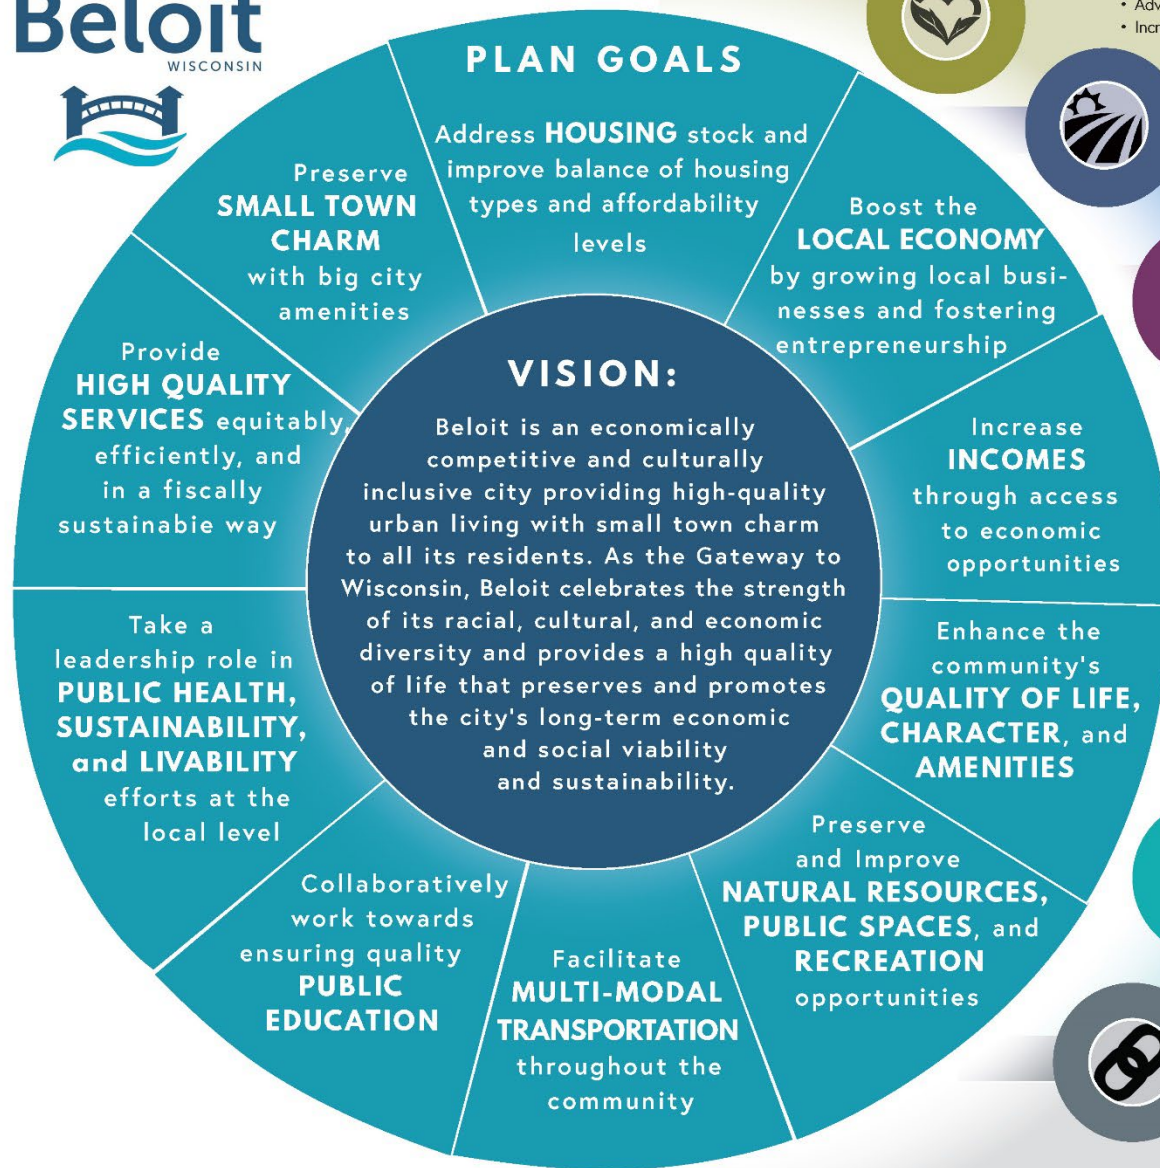 Beloit
WISCONSIN
• Adv
• Incr
PLAN GOALS
Address HOUSING stock and
improve balance of housing
types and affordability
levels
Boost the
LOCAL ECONOMY
by growing local busi-
nesses and fostering
entrepreneurship
Increase
INCOMES
through access
to economic
opportunities
Enhance the
community's
QUALITY OF LIFE,
CHARACTER, and
AMENITIES
Preserve
and Improve
NATURAL RESOURCES,
PUBLIC SPACES, and
RECREATION
opportunities
Facilitate
MULTI-MODAL
TRANSPORTATION
throughout the
community
Collaboratively
work towards
ensuring quality
PUBLIC
EDUCATION
Take a
leadership role in
PUBLIC HEALTH,
SUSTAINABILITY,
and LIVABILITY
efforts at the
local level
Provide
HIGH QUALITY
SERVICES equitably,
efficiently, and
in a fiscally
sustainabie way
Preserve
SMALL TOWN
CHARM
with big city
amenities
VISION:
Beloit is an economically
competitive and culturally
inclusive city providing high-quality
urban living with small town charm
to all its residents. As the Gateway to
Wisconsin, Beloit celebrates the strength
of its racial, cultural, and economic
diversity and provides a high quality
of life that preserves and promotes
the city's long-term economic
and social viability
and sustainability.